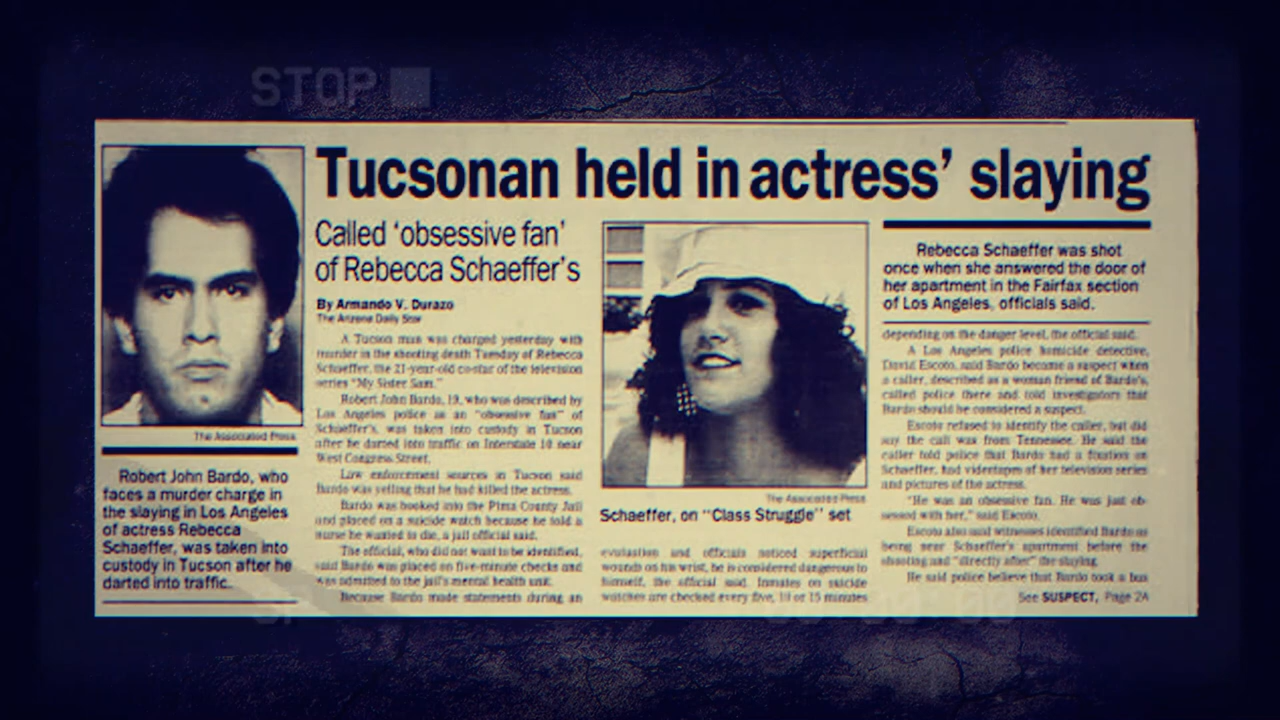 STOP
Tucsonan held in actress' slaying
Called 'obsessive fan'
of Rebecca Schaeffer's
By Armando V. Durazo
The Arizona Daily Star
A Tucson man was charged yesterday with
murder in the shooting death Tuesday of Rebecca
Schaeffer, the 21-year-old co-star of the television
series "My Sister Sam."
Robert John Bardo, 19, who was described by
Los Angeles police as an "obsessive fan" of
Schaeffer's, was taken into custody in Tucson
after he darted into traffic on Interstate 10 near
West Congress Street.
Law enforcement sources in Tucson said
Bardo was yelling that he had killed the actress.
Bardo was booked into the Pima County Jail
and placed on a suicide watch because he told a
nurse he wanted to die, a jail official said.
The official, who did not want to be identified,
said Bardo was placed on five-minute checks and
was admitted to the jail's mental health unit.
Because Bardo made statements during an
The Associated Press
Robert John Bardo, who
faces a murder charge in
the slaying in Los Angeles
of actress Rebecca
Schaeffer, was taken into
custody in Tucson after he
darted into traffic.
The Associated Press
Schaeffer, on "Class Struggle" set
evaluation and officials noticed superficial
wounds on his wrist, he is considered dangerous to
himself, the official said. Inmates on suicide
watches are checked every five, 10 or 15 minutes
Rebecca Schaeffer was shot
once when she answered the door of
her apartment in the Fairfax section
of Los Angeles, officials said.
depending on the danger level, the official said.
A Los Angeles police homicide detective,
David Escoto, said Bardo became a suspect when
a caller, described as a woman friend of Bardo's,
called police there and told investigators that
Bardo should be considered a suspect.
Escoto refused to identify the caller, but did
say the call was from Tennessee. He said the
caller told police that Bardo had a fixation on
Schaeffer, had videotapes of her television series
and pictures of the actress.
"He was an obsessive fan. He was just ob-
sessed with her," said Escoto.
Escoto also said witnesses identified Bardo as
being near Schaeffer's apartment before the
shooting and "directly after" the slaying.
He said police believe that Bardo took a bus
See SUSPECT, Page 2A